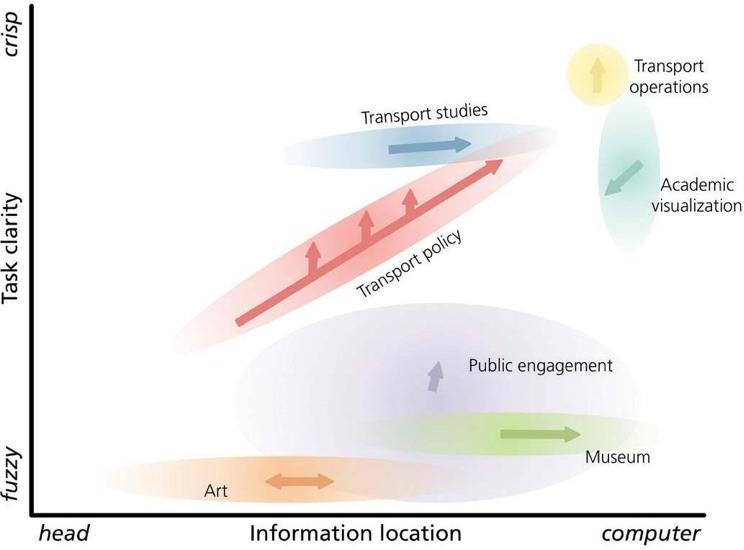 crisp
Transport
operations
Transport studies
Academic
visualization
Task clarity
Transport policy
Public engagement
Museum
fuzzy
Art
head
Information location
computer